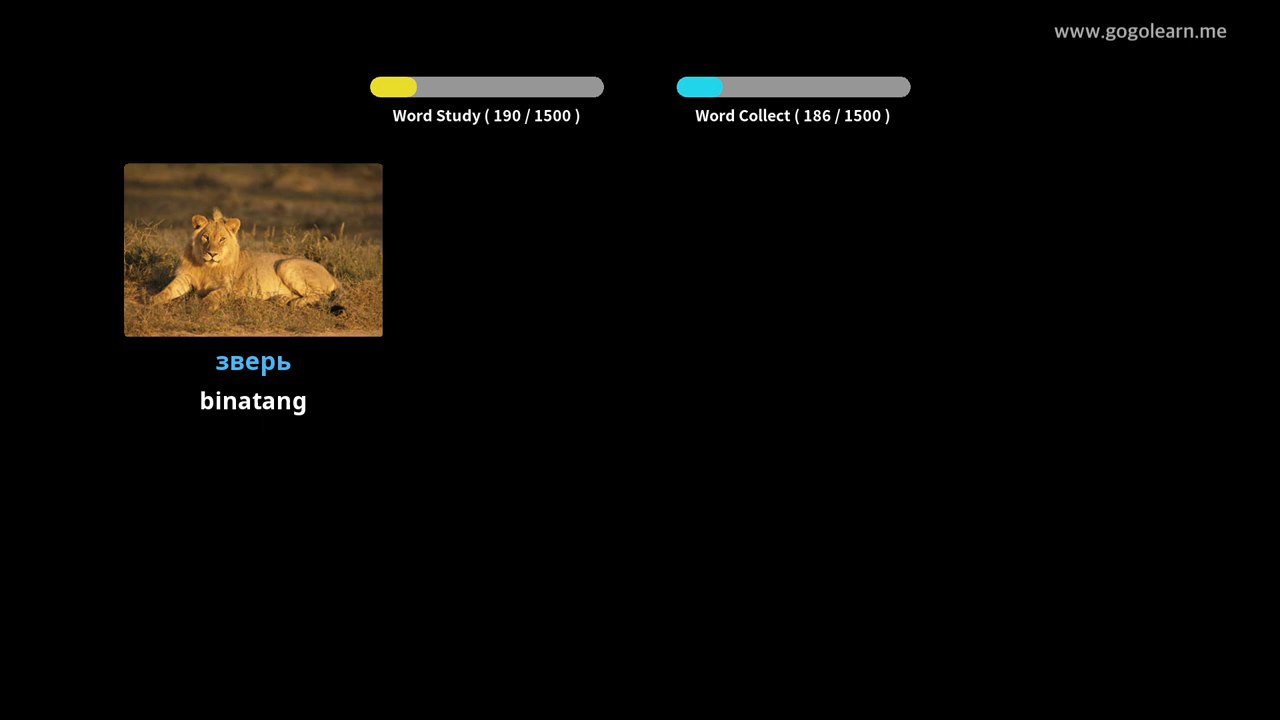 www.gogolearn.me
Word Study ( 190 / 1500 )
Word Collect ( 186 / 1500 )
зверь
binatang